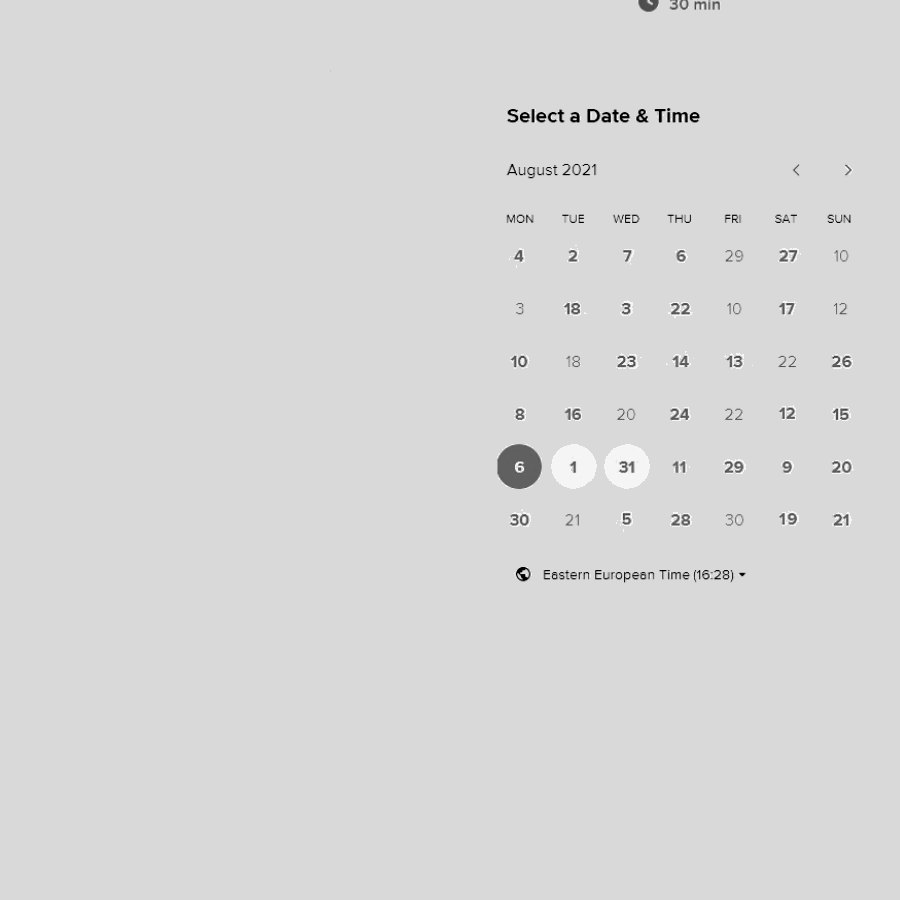 30 min
Select a Date & Time
August 2021
MON TUE WED THU FRI SAT SUN
4 2 7 6 29 27 10
3 18 3 22 10 17 12
10 18 23 14 13 22 26
8 16 20 24 22 12 15
6 1 31 11 29 9 20
30 21 5 28 30 19 21
Eastern European Time (16:28)